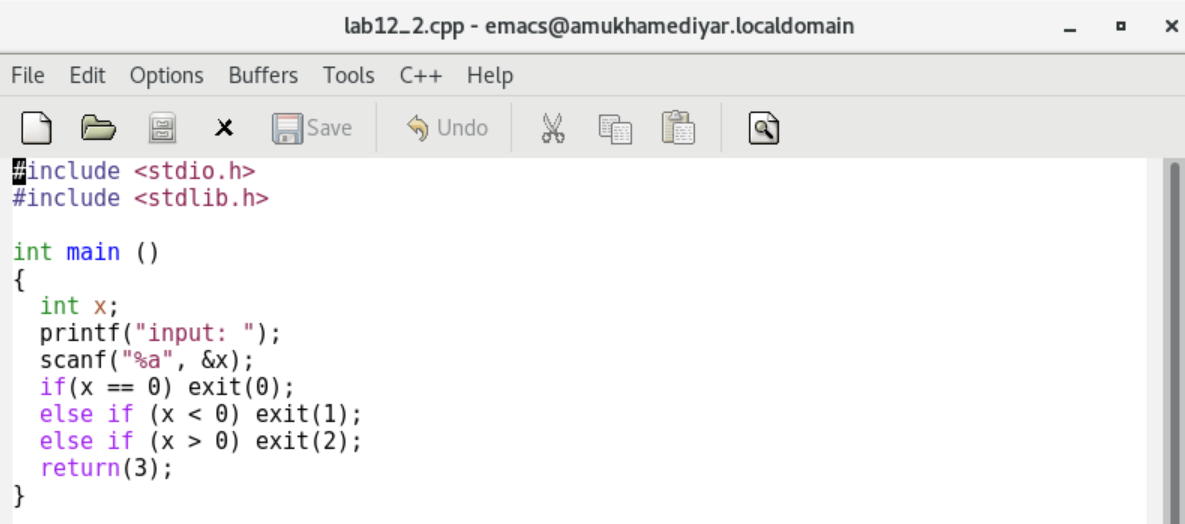 lab12_2.cpp - emacs@amukhamediyar.localdomain
File Edit Options Buffers Tools C++ Help
Save Undo
#include <stdio.h>
#include <stdlib.h>

int main ()
{
  int x;
  printf("input: ");
  scanf("%a", &x);
  if(x == 0) exit(0);
  else if (x < 0) exit(1);
  else if (x > 0) exit(2);
  return(3);
}